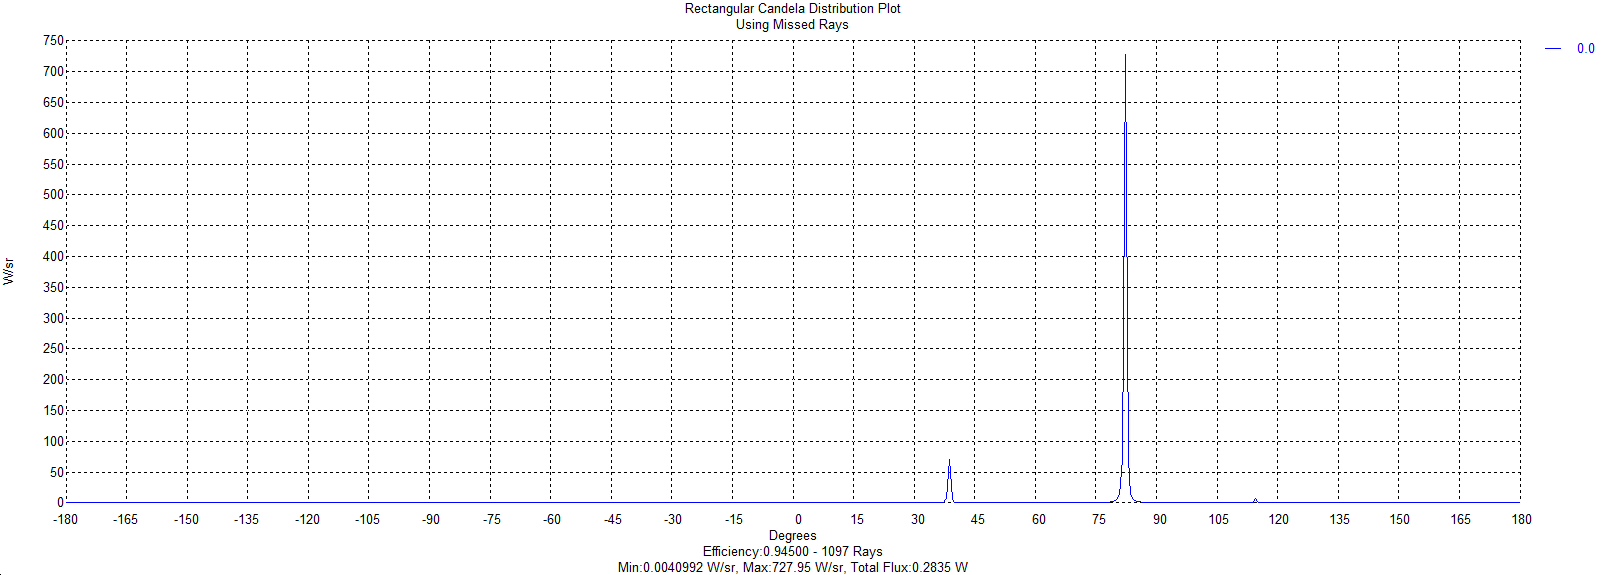 Rectangular Candela Distribution Plot
Using Missed Rays
0.0
750
700
650
600
550
500
450
400
350
300
250
200
150
100
50
0
W/sr
-180 -165 -150 -135 -120 -105 -90 -75 -60 -45 -30 -15 0 15 30 45 60 75 90 105 120 135 150 165 180
Degrees
Efficiency:0.94500 - 1097 Rays
Min:0.0040992 W/sr, Max:727.95 W/sr, Total Flux:0.2835 W